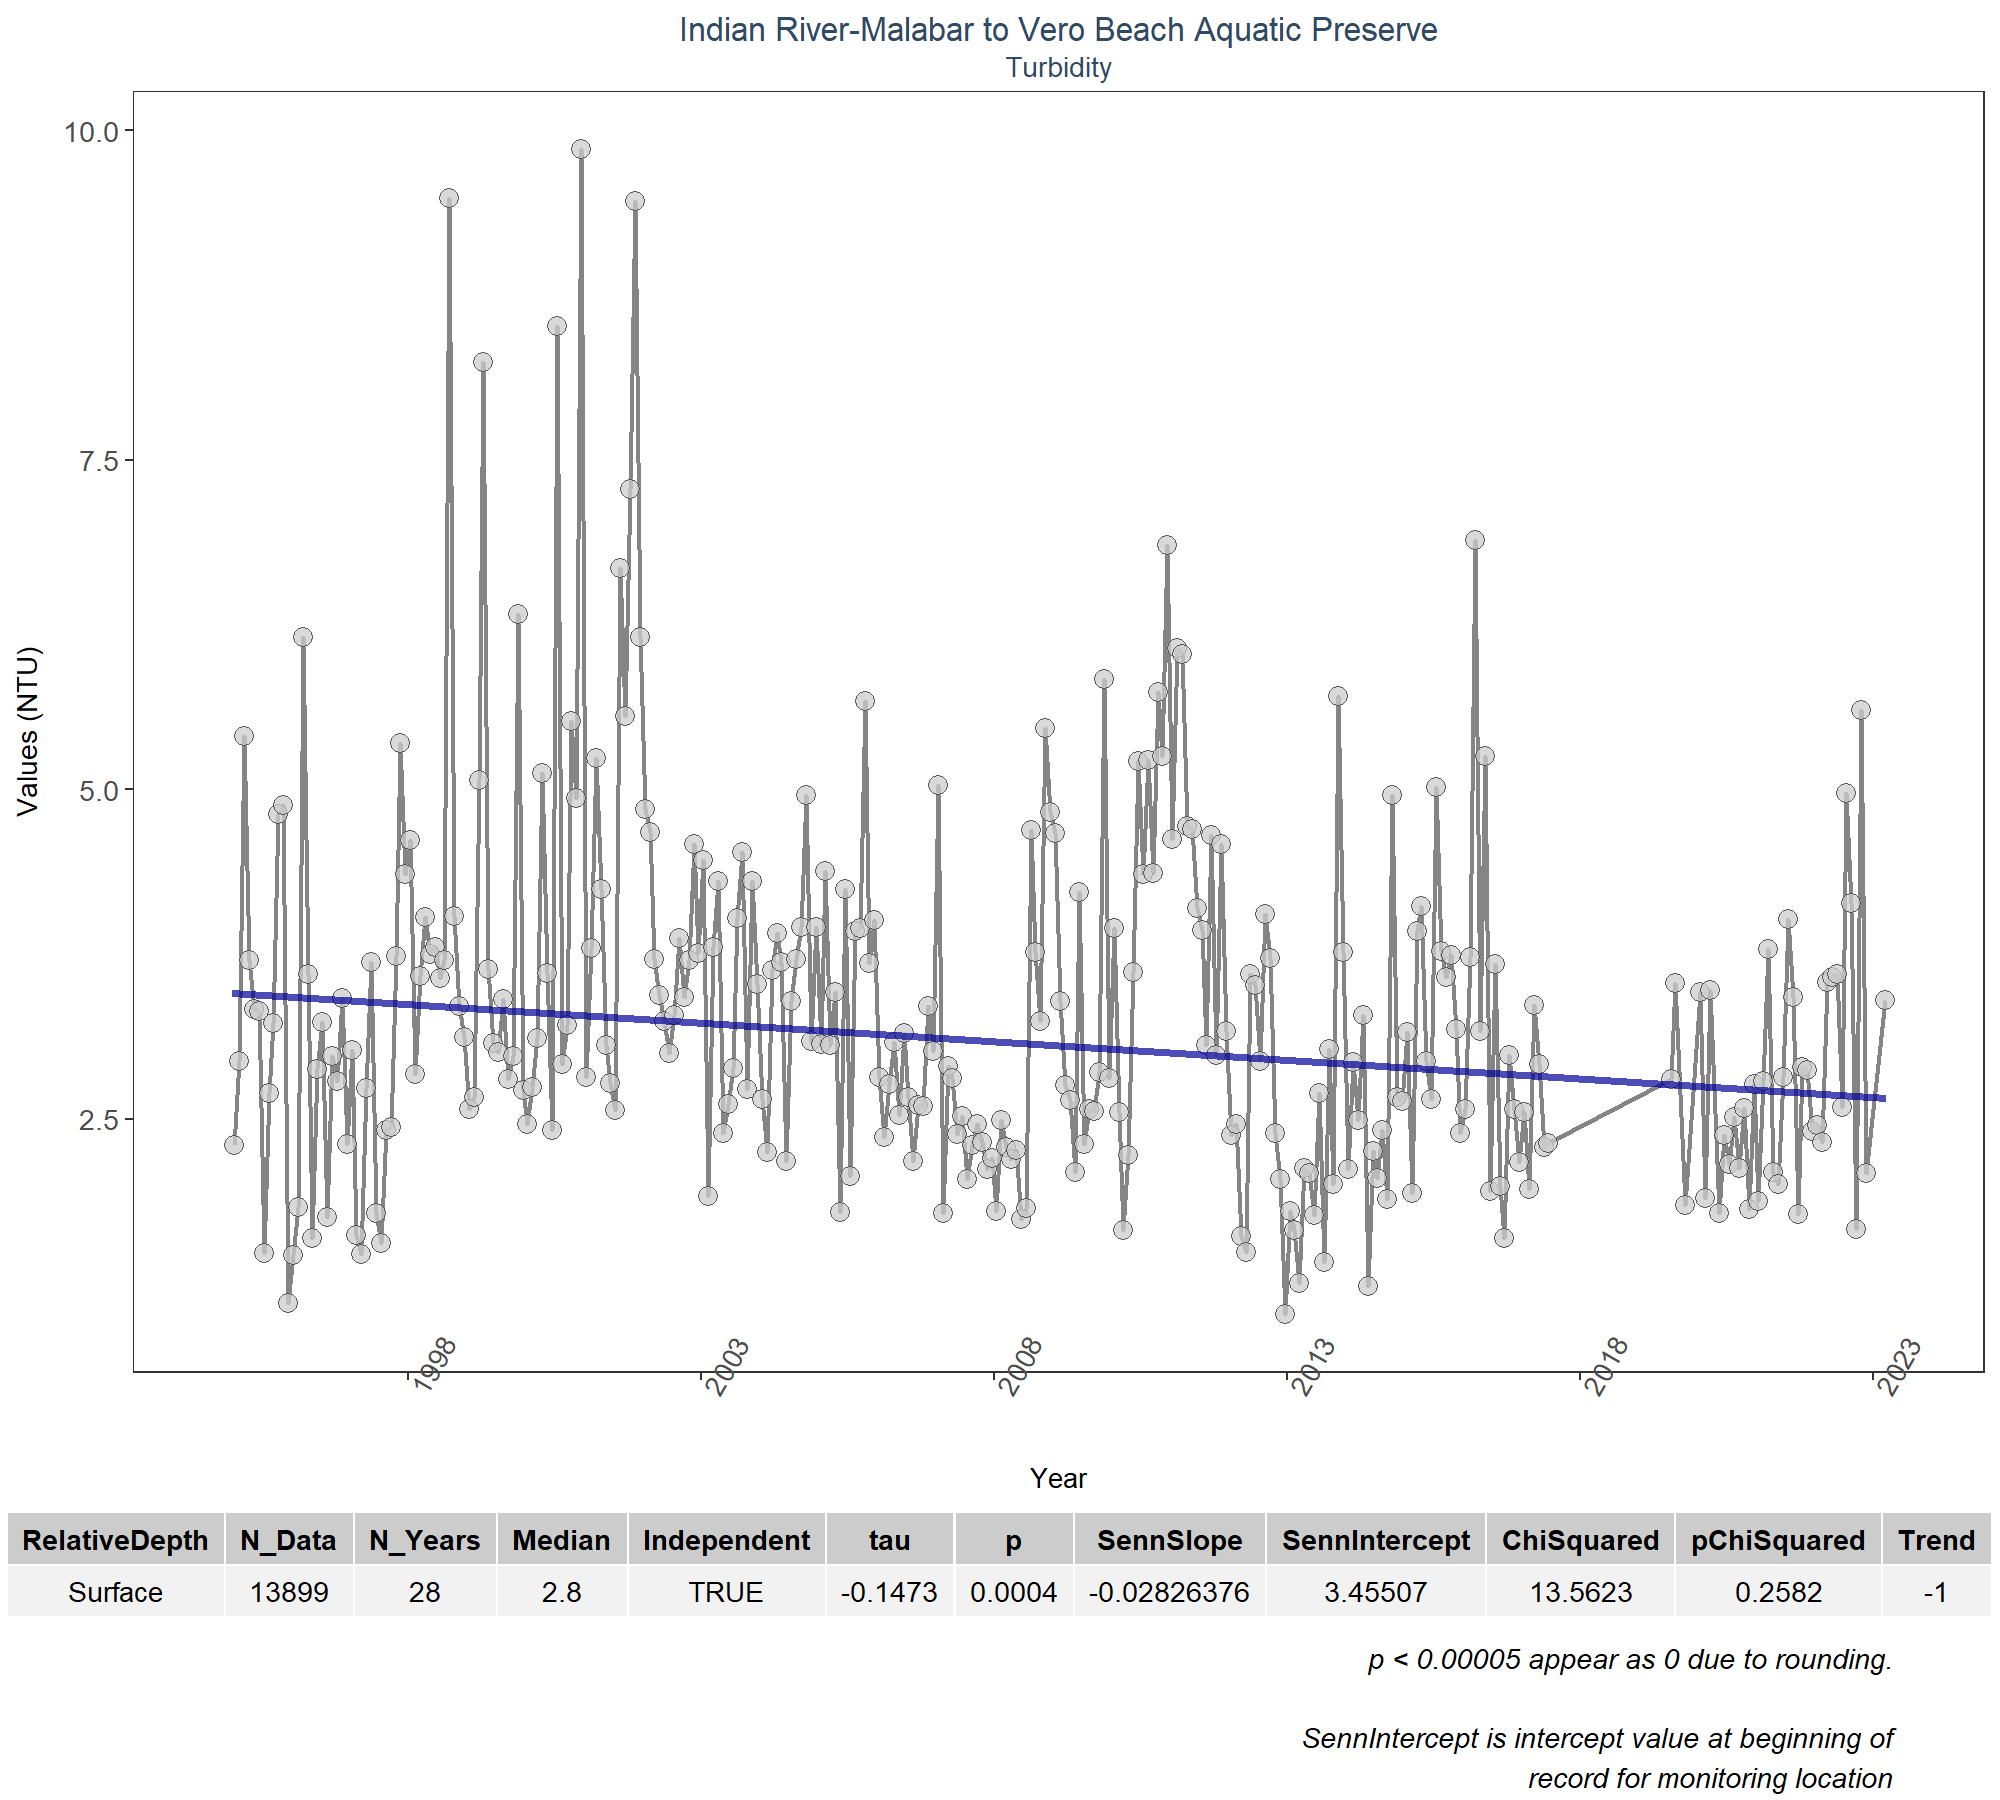 Indian River-Malabar to Vero Beach Aquatic Preserve
Turbidity
10.0
7.5
5.0
2.5
Values (NTU)
1998
2003
2008
2013
2018
2023
Year
RelativeDepth N_Data N_Years Median Independent tau p SennSlope SennIntercept ChiSquared pChiSquared Trend
Surface 13899 28 2.8 TRUE -0.1473 0.0004 -0.02826376 3.45507 13.5623 0.2582 -1
p < 0.00005 appear as 0 due to rounding.
SennIntercept is intercept value at beginning of
record for monitoring location